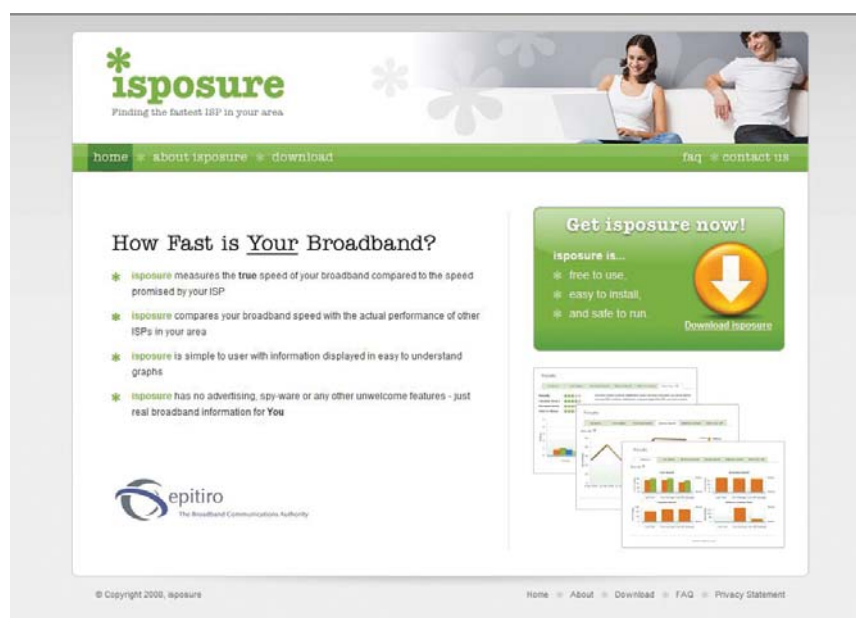 isposure
Finding the fastest ISP in your area
home about isposure download faq contact us
How Fast is Your Broadband?
isposure measures the true speed of your broadband compared to the speed
promised by your ISP
isposure compares your broadband speed with the actual performance of other
ISPs in your area
isposure is simple to user with information displayed in easy to understand
graphs
isposure has no advertising, spy-ware or any other unwelcome features - just
real broadband information for You
epitiro
The Broadband Communications Authority
Get isposure now!
isposure is...
free to use,
easy to install,
and safe to run.
Download isposure
© Copyright 2008, isposure
Home About Download FAQ Privacy Statement